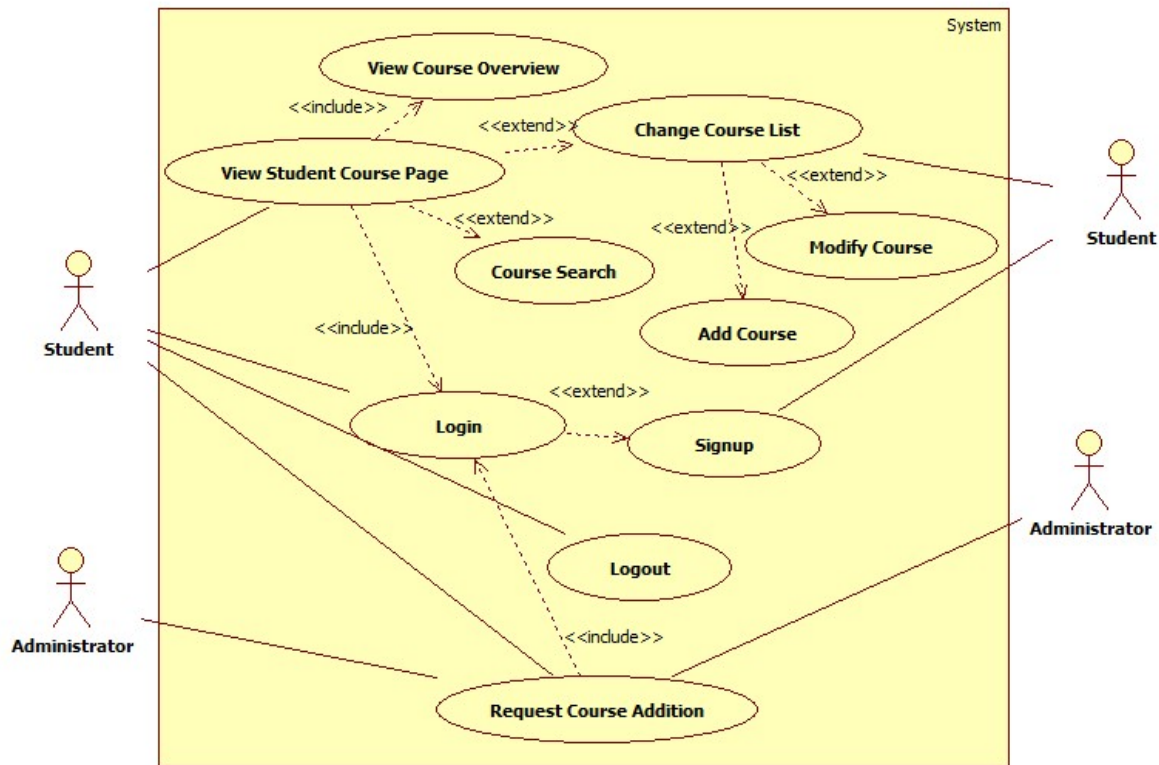 System
View Course Overview
<<include>>
<<extend>>
Change Course List
View Student Course Page
<<extend>>
<<extend>>
Student
Modify Course
<<extend>>
Course Search
<<include>>
Add Course
Student
<<extend>>
Login
Signup
Administrator
Logout
Administrator
<<include>>
Request Course Addition